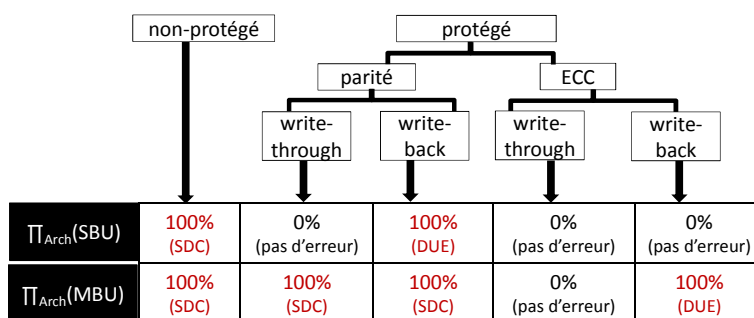 non-protégé
protégé
parité
ECC
write-
through
write-
back
write-
through
write-
back
∏Arch(SBU)
100%
(SDC)
0%
(pas d’erreur)
100%
(DUE)
0%
(pas d’erreur)
0%
(pas d’erreur)
∏Arch(MBU)
100%
(SDC)
100%
(SDC)
100%
(SDC)
0%
(pas d’erreur)
100%
(DUE)